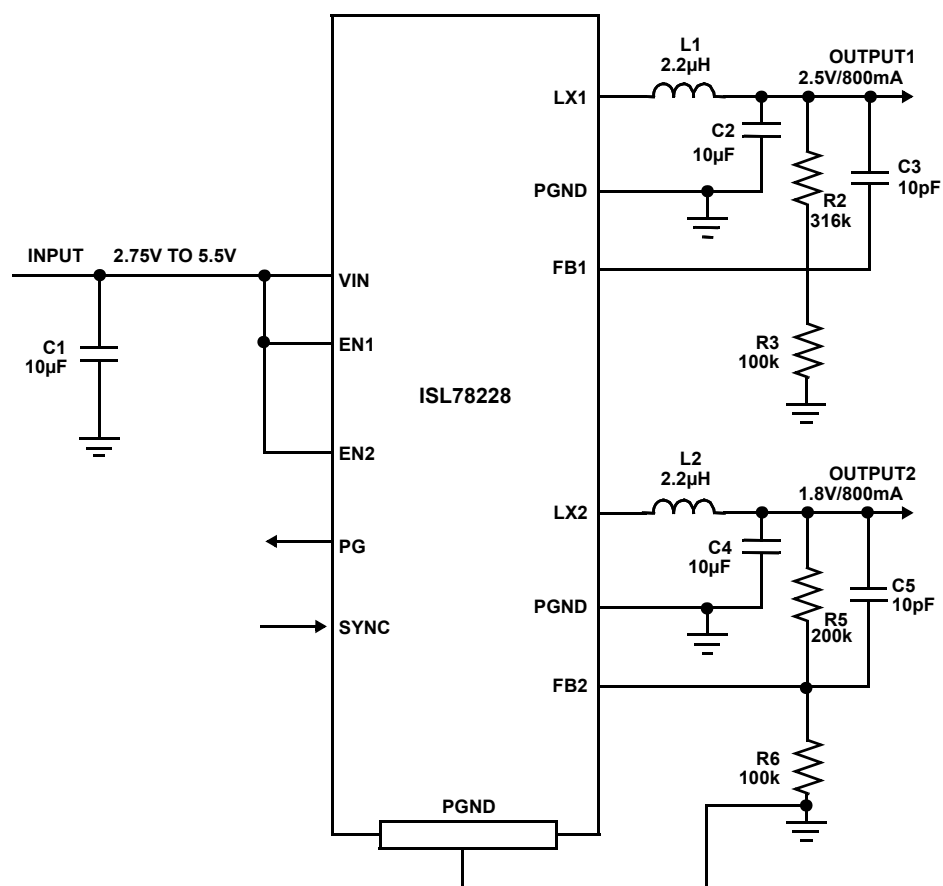 L1
2.2µH
OUTPUT1
2.5V/800mA
LX1
C2
10µF
C3
10pF
PGND
R2
316k
INPUT
2.75V TO 5.5V
FB1
VIN
C1
10µF
EN1
R3
100k
ISL78228
EN2
L2
2.2µH
OUTPUT2
1.8V/800mA
LX2
PG
C4
10µF
C5
10pF
PGND
R5
200k
SYNC
FB2
R6
100k
PGND